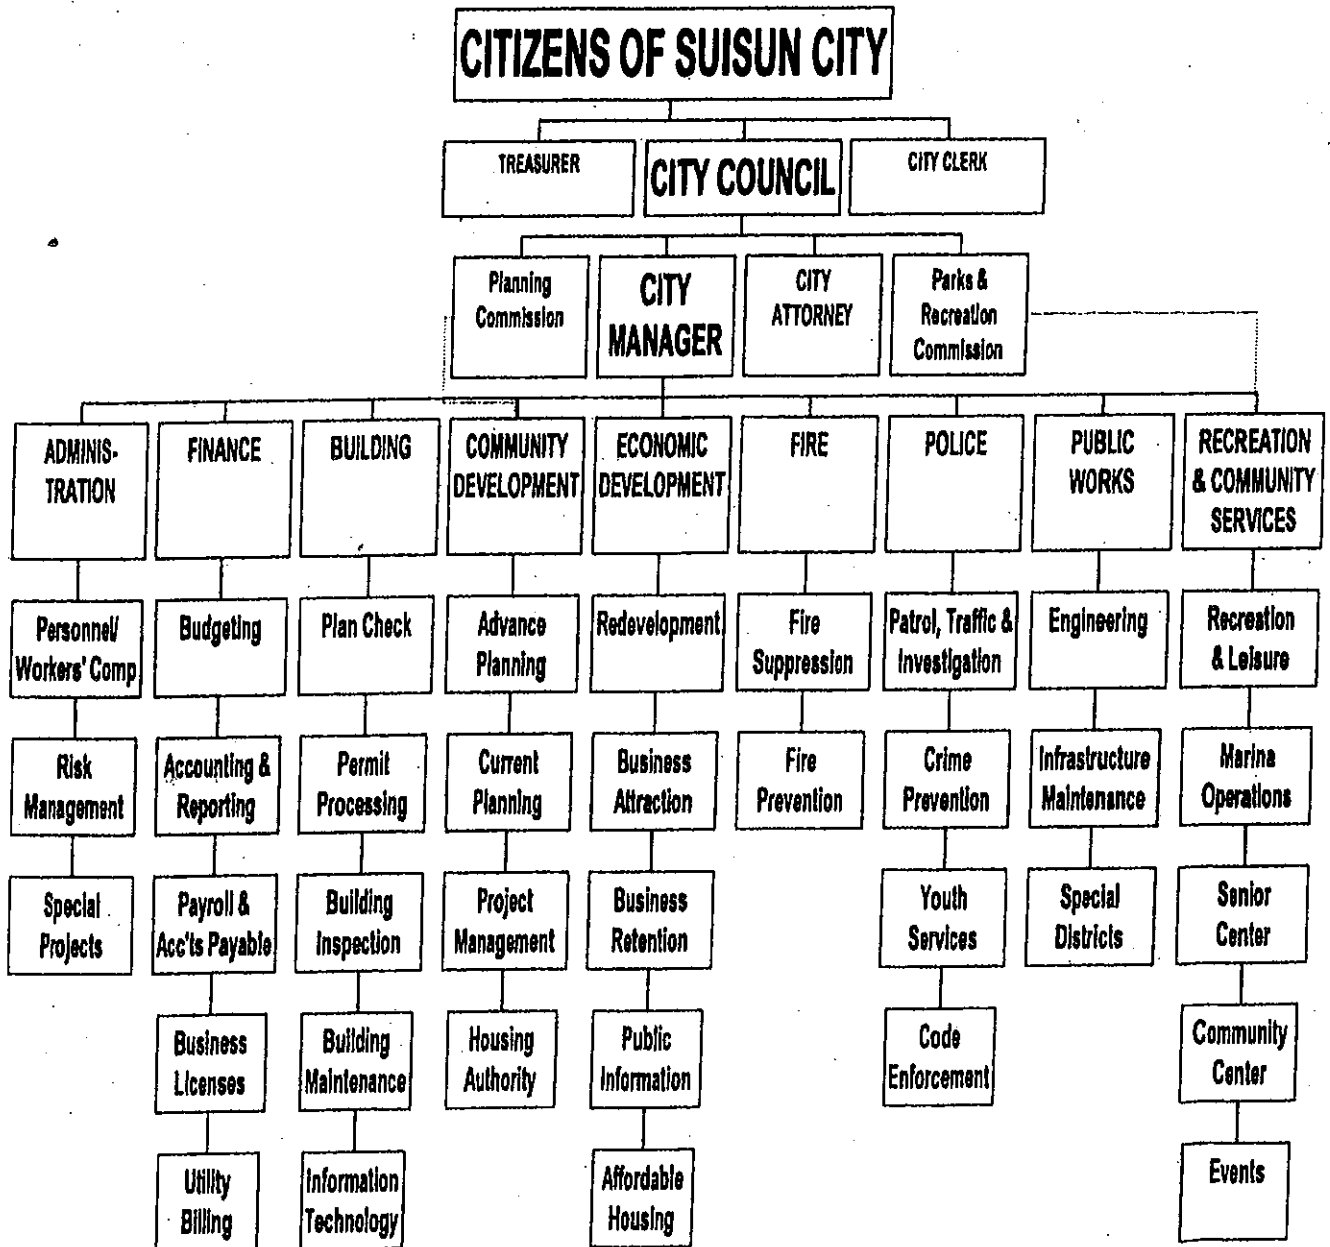 CITIZENS OF SUISUN CITY
TREASURER
CITY COUNCIL
CITY CLERK
Planning
Commission
CITY
MANAGER
CITY
ATTORNEY
Parks &
Recreation
Commission
ADMINIS-
TRATION
FINANCE
BUILDING
COMMUNITY
DEVELOPMENT
ECONOMIC
DEVELOPMENT
FIRE
POLICE
PUBLIC
WORKS
RECREATION
& COMMUNITY
SERVICES
Personnel/
Workers' Comp
Budgeting
Plan Check
Advance
Planning
Redevelopment
Fire
Suppression
Patrol, Traffic &
Investigation
Engineering
Recreation
& Leisure
Risk
Management
Accounting &
Reporting
Permit
Processing
Current
Planning
Business
Attraction
Fire
Prevention
Crime
Prevention
Infrastructure
Maintenance
Marina
Operations
Special
Projects
Payroll &
Acc'ts Payable
Building
Inspection
Project
Management
Business
Retention
Youth
Services
Special
Districts
Senior
Center
Business
Licenses
Building
Maintenance
Housing
Authority
Public
Information
Code
Enforcement
Community
Center
Utility
Billing
Information
Technology
Affordable
Housing
Events